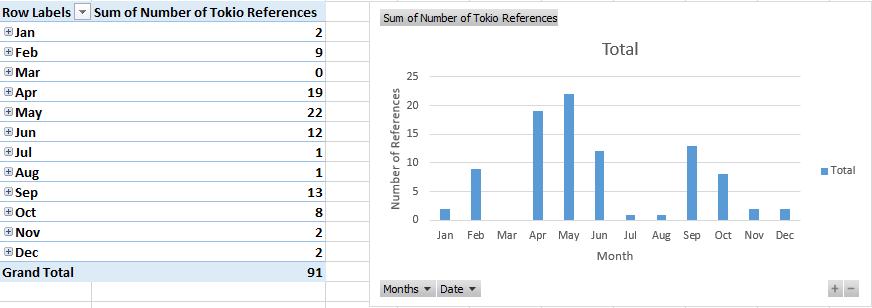 Row Labels Sum of Number of Tokio References
Jan 2
Feb 9
Mar 0
Apr 19
May 22
Jun 12
Jul 1
Aug 1
Sep 13
Oct 8
Nov 2
Dec 2
Grand Total 91
Sum of Number of Tokio References
Total
Number of References
25
20
15
10
5
0
Jan Feb Mar Apr May Jun Jul Aug Sep Oct Nov Dec
Month
Total
Months Date
+ −